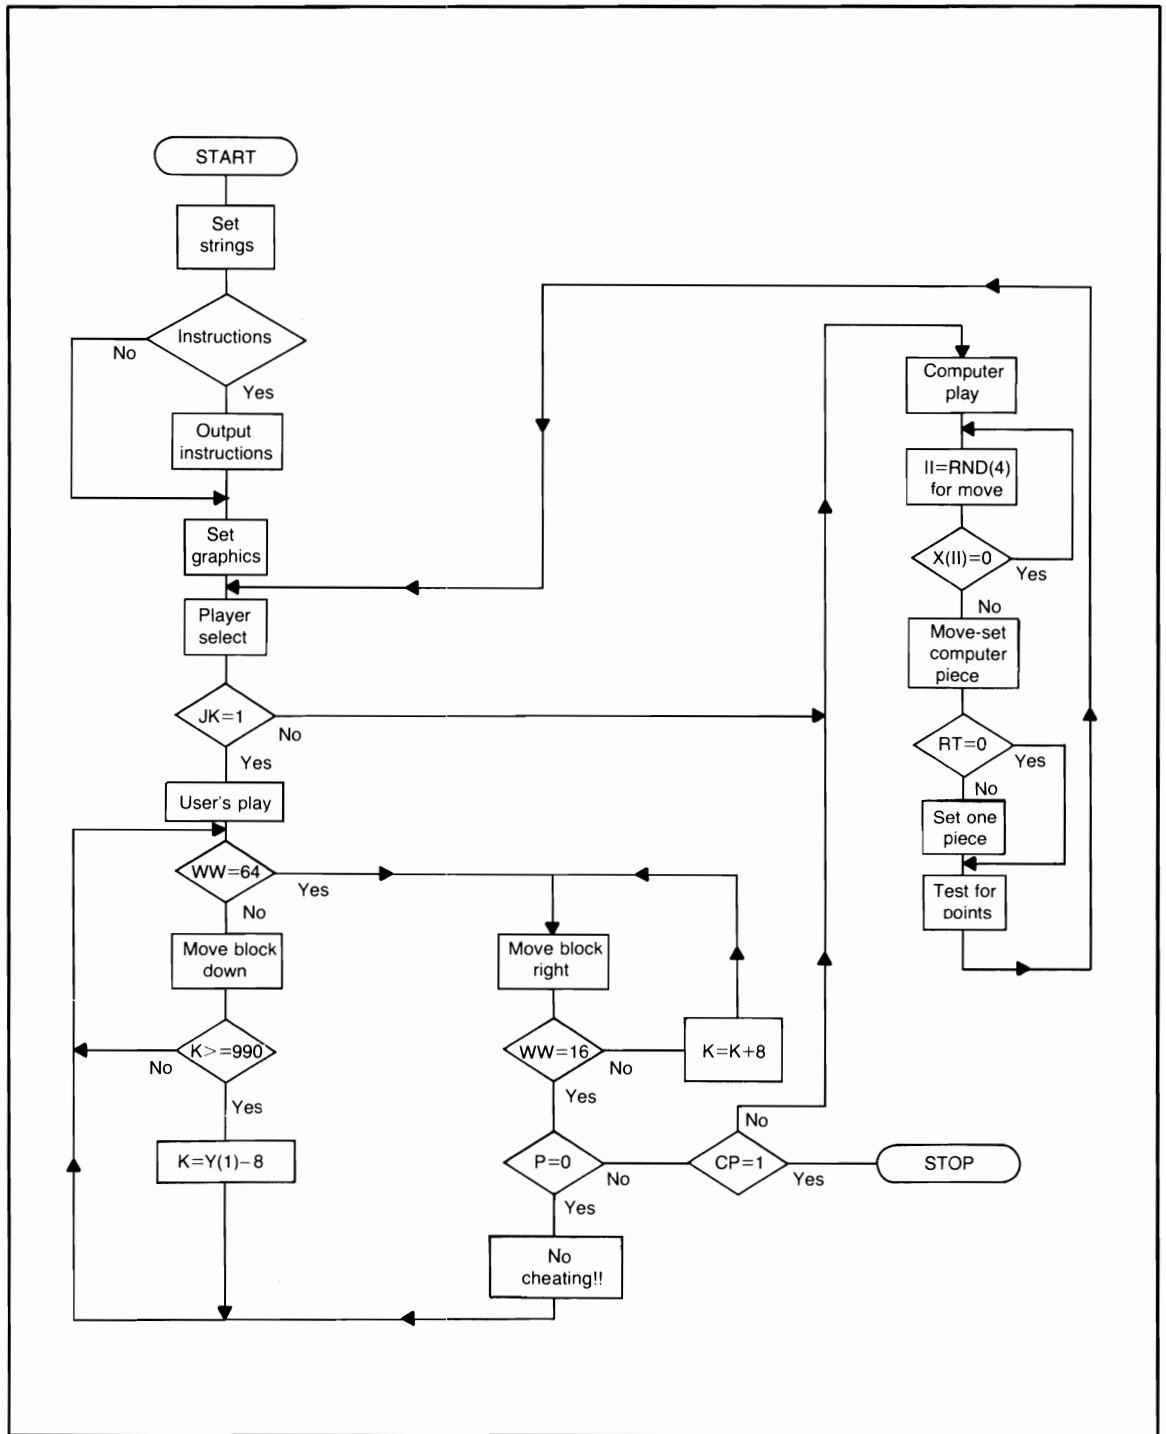 START
Set
strings
Instructions
No
Yes
Output
instructions
Set
graphics
Player
select
JK=1
No
Yes
User's play
WW=64
Yes
No
Move block
down
K>=990
No
Yes
K=Y(1)-8
Move block
right
WW=16
No
Yes
K=K+8
P=0
No
Yes
No
cheating!!
CP=1
No
Yes
STOP
Computer
play
II=RND(4)
for move
X(II)=0
Yes
No
Move-set
computer
piece
RT=0
Yes
No
Set one
piece
Test for
points